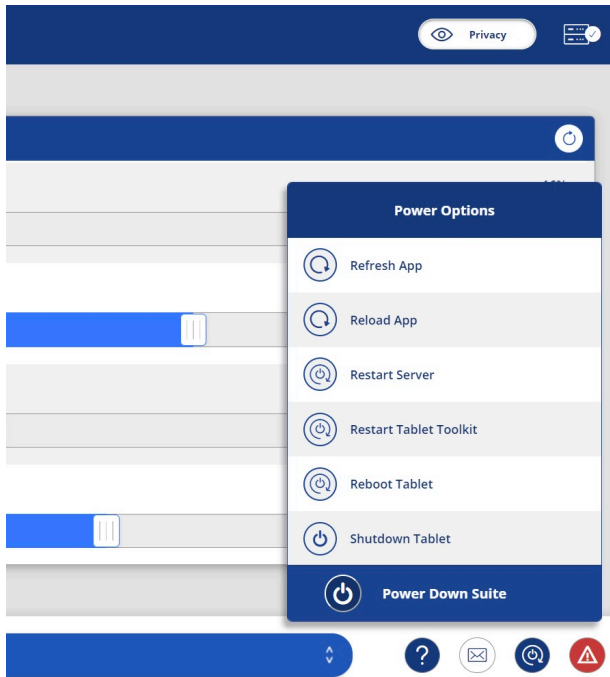 Privacy
Power Options
Refresh App
Reload App
Restart Server
Restart Tablet Toolkit
Reboot Tablet
Shutdown Tablet
Power Down Suite
?